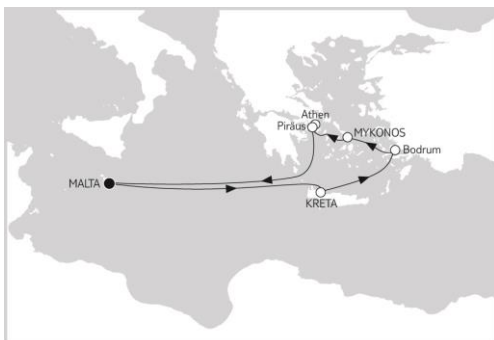 Athen
Piräus
MYKONOS
Bodrum
MALTA
KRETA